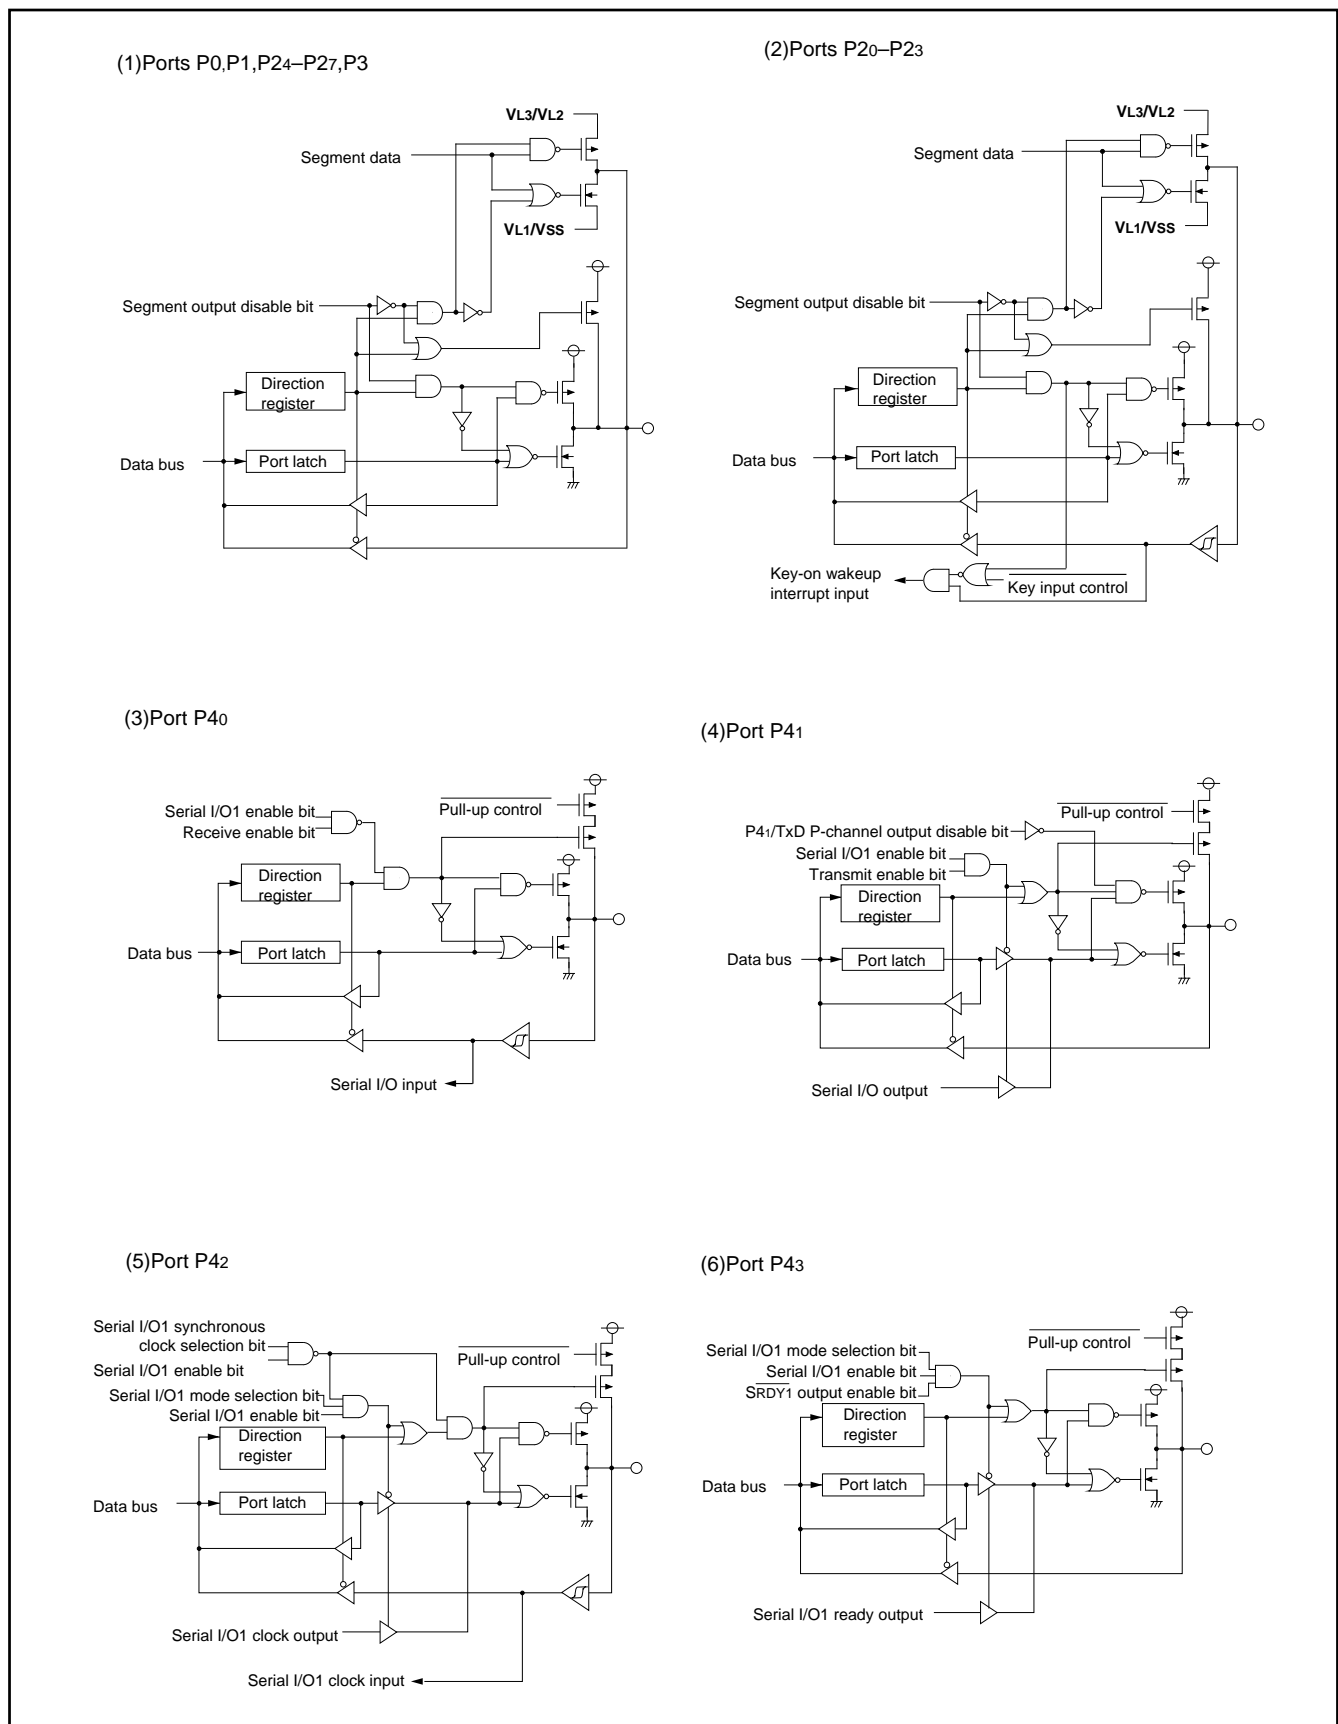 (1)Ports P0,P1,P24–P27,P3
VL3/VL2
Segment data
VL1/VSS
Segment output disable bit
Direction
register
Data bus
Port latch
(2)Ports P20–P23
VL3/VL2
Segment data
VL1/VSS
Segment output disable bit
Direction
register
Data bus
Port latch
Key-on wakeup
interrupt input
Key input control
(3)Port P40
Pull-up control
Serial I/O1 enable bit
Receive enable bit
Direction
register
Data bus
Port latch
Serial I/O input
(4)Port P41
Pull-up control
P41/TxD P-channel output disable bit
Serial I/O1 enable bit
Transmit enable bit
Direction
register
Data bus
Port latch
Serial I/O output
(5)Port P42
Serial I/O1 synchronous
clock selection bit
Serial I/O1 enable bit
Pull-up control
Serial I/O1 mode selection bit
Serial I/O1 enable bit
Direction
register
Data bus
Port latch
Serial I/O1 clock output
Serial I/O1 clock input
(6)Port P43
Pull-up control
Serial I/O1 mode selection bit
Serial I/O1 enable bit
SRDY1 output enable bit
Direction
register
Data bus
Port latch
Serial I/O1 ready output